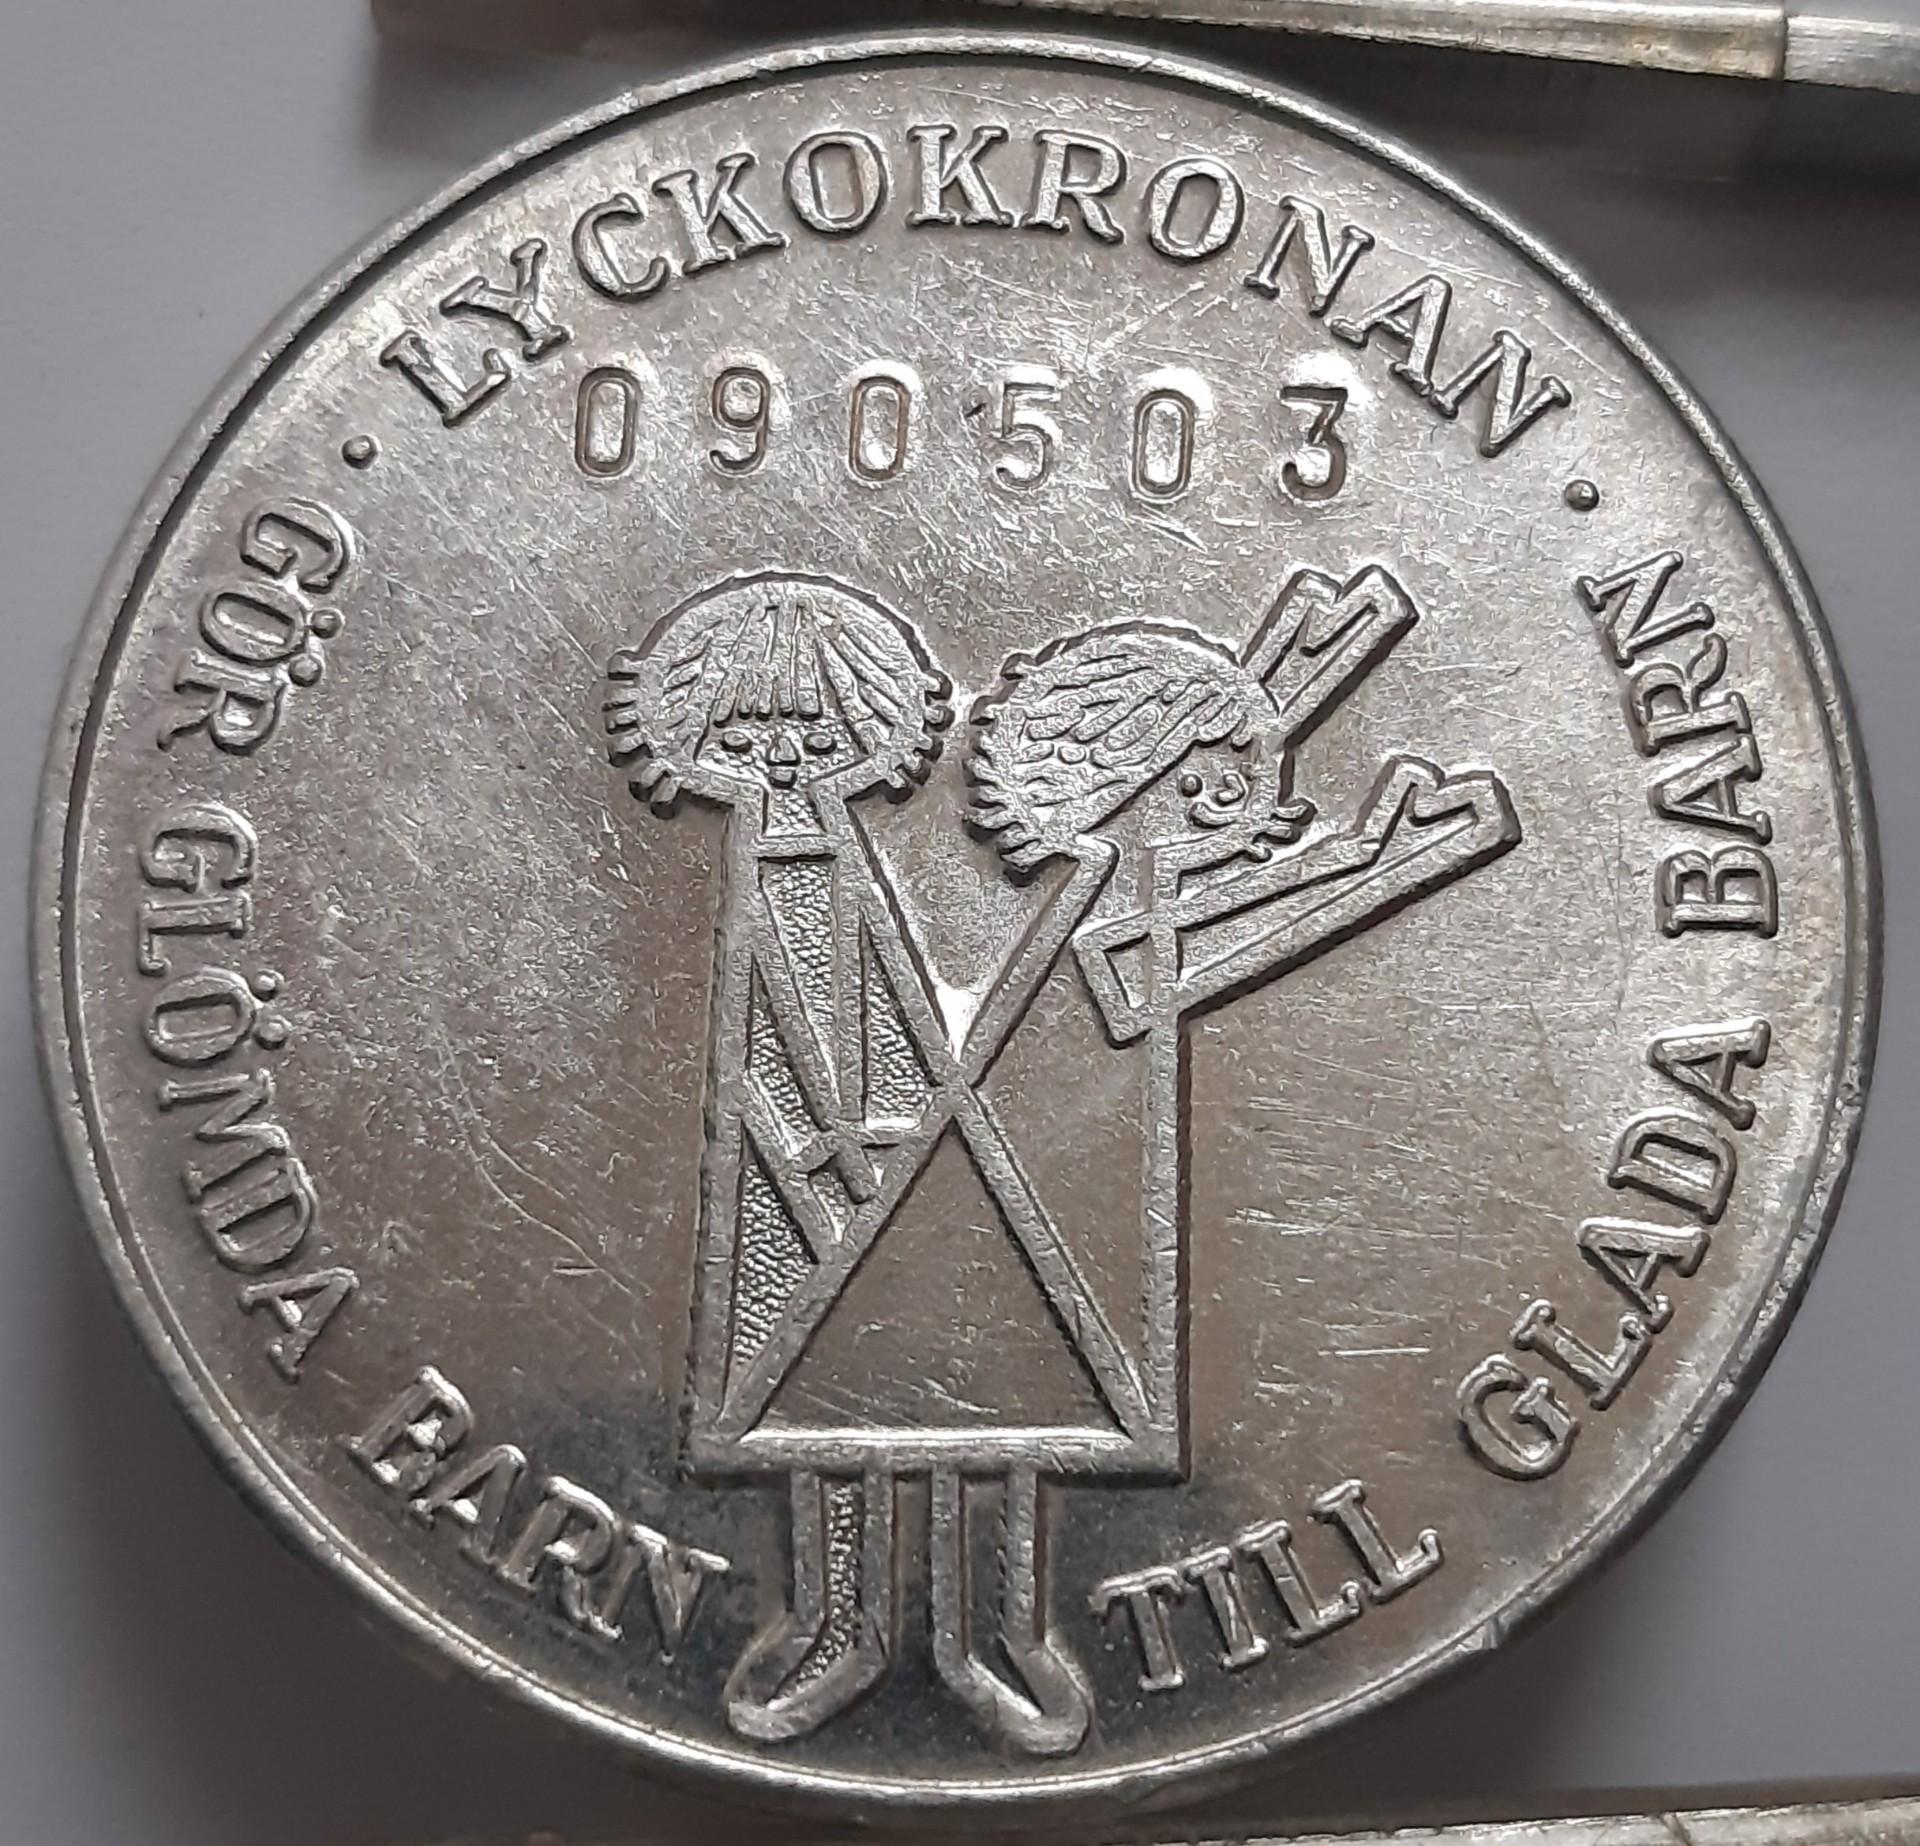 · LYCKOKRONAN ·
090503
GÖR GLÖMDA BARN TILL GLADA BARN